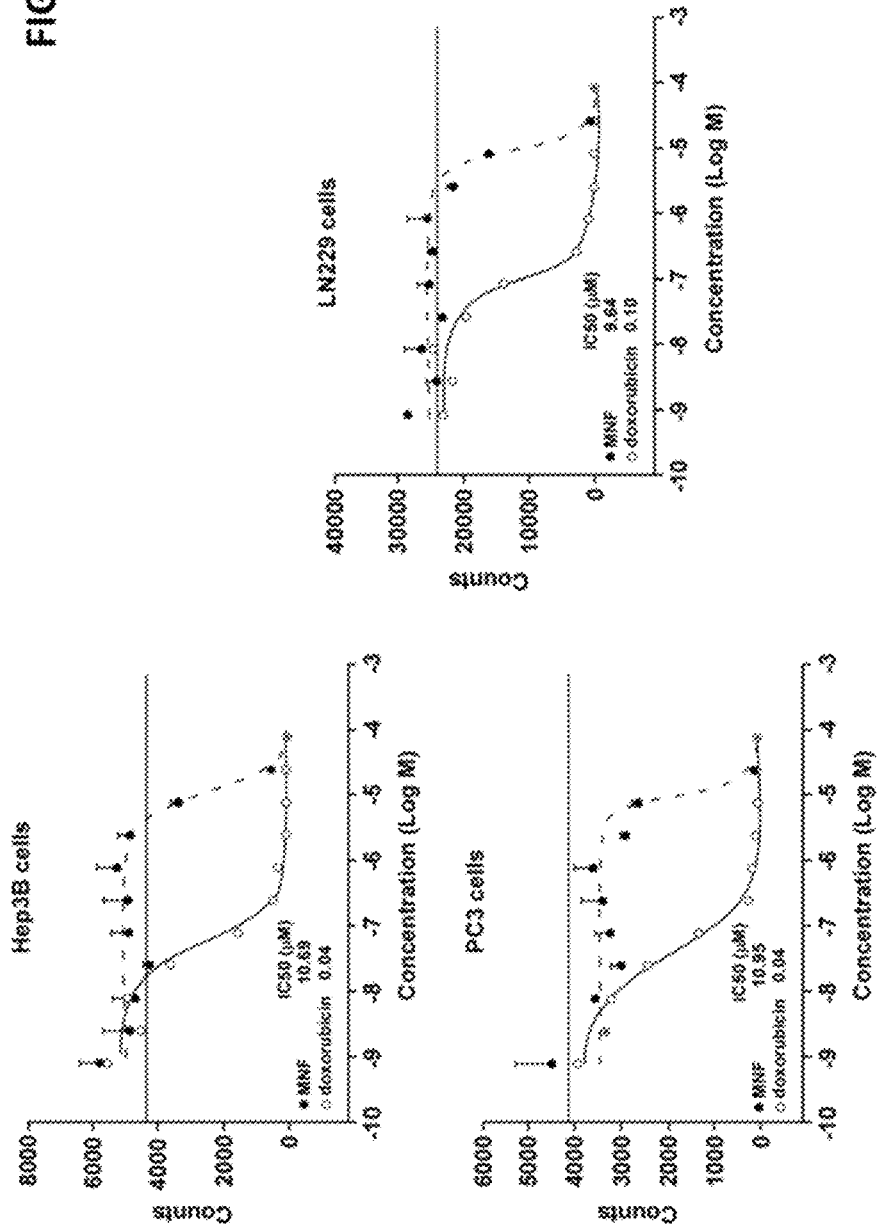 FIG
Hep3B cells
Counts
8000
6000
4000
2000
0
-10
-9
-8
-7
-6
-5
-4
-3
IC50 (µM)
MNF 10.69
doxorubicin 0.04
Concentration (Log M)
PC3 cells
Counts
6000
5000
4000
3000
2000
1000
0
-10
-9
-8
-7
-6
-5
-4
-3
IC50 (µM)
MNF 10.95
doxorubicin 0.04
Concentration (Log M)
LN229 cells
Counts
40000
30000
20000
10000
0
-10
-9
-8
-7
-6
-5
-4
-3
IC50 (µM)
MNF 9.64
doxorubicin 0.10
Concentration (Log M)